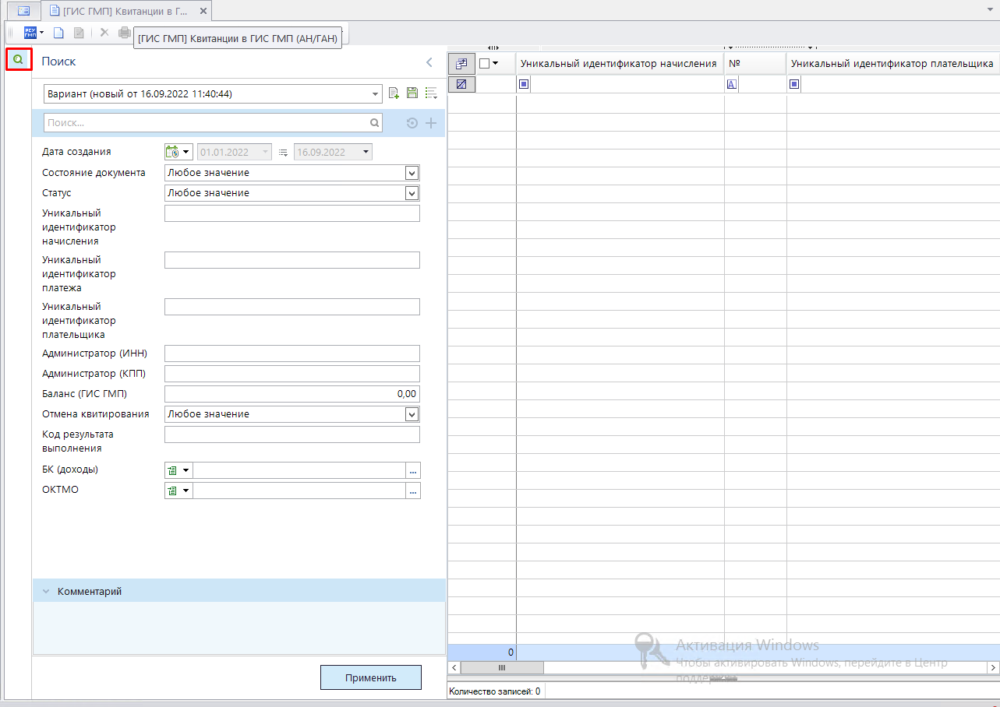 [ГИС ГМП] Квитанции в Г...
РСУ ГМП
[ГИС ГМП] Квитанции в ГИС ГМП (АН/ГАН)
Поиск
Вариант (новый от 16.09.2022 11:40:44)
Поиск...
Дата создания 01.01.2022 16.09.2022
Состояние документа Любое значение
Статус Любое значение
Уникальный
идентификатор
начисления
Уникальный
идентификатор
платежа
Уникальный
идентификатор
плательщика
Администратор (ИНН)
Администратор (КПП)
Баланс (ГИС ГМП) 0,00
Отмена квитирования Любое значение
Код результата
выполнения
БК (доходы) ...
ОКТМО ...
Комментарий
Применить
Уникальный идентификатор начисления № Уникальный идентификатор плательщика
A
0
Активация Windows
Чтобы активировать Windows, перейдите в Центр
Количество записей: 0